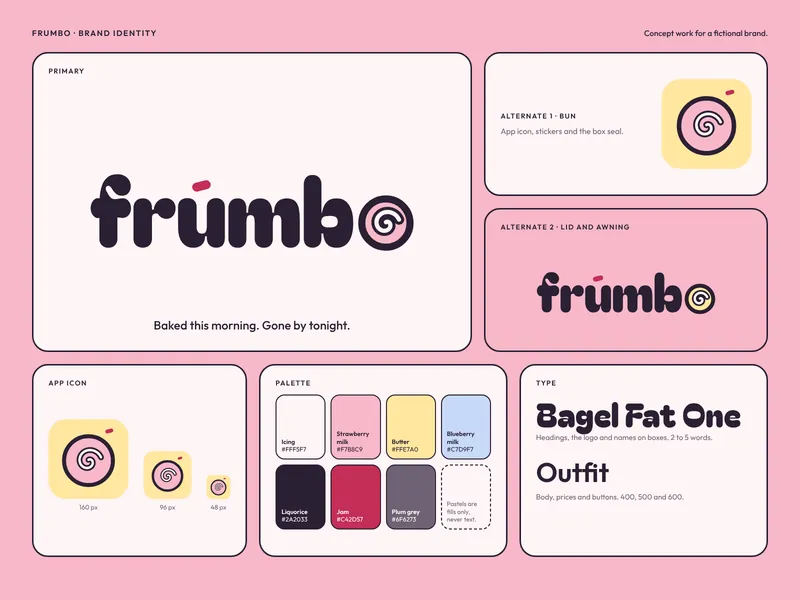 FRUMBO · BRAND IDENTITY
Concept work for a fictional brand.
PRIMARY
frúmbo
Baked this morning. Gone by tonight.
ALTERNATE 1 · BUN
App icon, stickers and the box seal.
ALTERNATE 2 · LID AND AWNING
frúmbo
APP ICON
160 px
96 px
48 px
PALETTE
Icing
#FFF5F7
Strawberry
milk
#F7B8C9
Butter
#FFE7A0
Blueberry
milk
#C7D9F7
Liquorice
#2A2033
Jam
#C42D57
Plum grey
#6F6273
Pastels are
fills only,
never text.
TYPE
Bagel Fat One
Headings, the logo and names on boxes. 2 to 5 words.
Outfit
Body, prices and buttons. 400, 500 and 600.